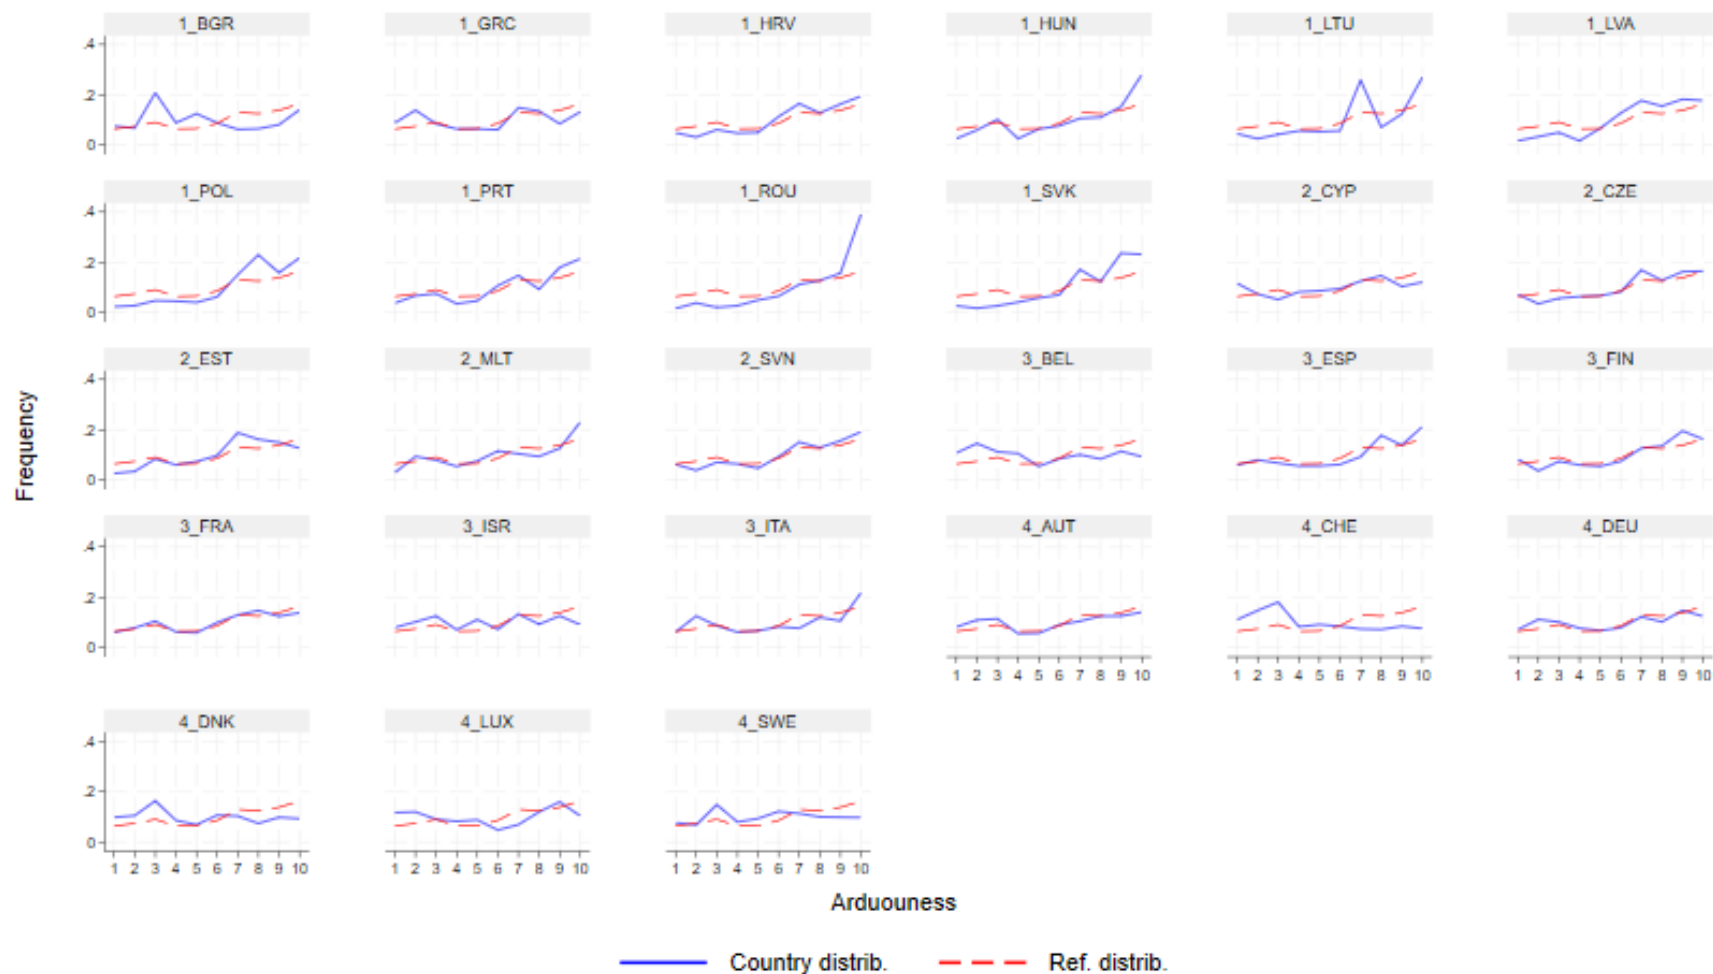 1_BGR 1_GRC 1_HRV 1_HUN 1_LTU 1_LVA
.4
.2
0
1_POL 1_PRT 1_ROU 1_SVK 2_CYP 2_CZE
.4
.2
0
2_EST 2_MLT 2_SVN 3_BEL 3_ESP 3_FIN
.4
.2
0
Frequency
3_FRA 3_ISR 3_ITA 4_AUT 4_CHE 4_DEU
.4
.2
0
1 2 3 4 5 6 7 8 9 10 1 2 3 4 5 6 7 8 9 10 1 2 3 4 5 6 7 8 9 10
4_DNK 4_LUX 4_SWE
.4
.2
0
1 2 3 4 5 6 7 8 9 10 1 2 3 4 5 6 7 8 9 10 1 2 3 4 5 6 7 8 9 10
Arduouness
Country distrib. Ref. distrib.